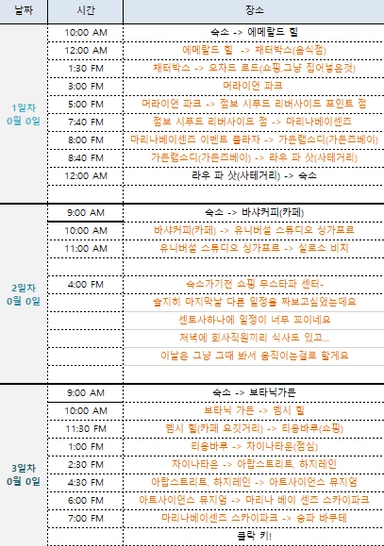 날짜 시간 장소
1일차
0월 0일
10:00 AM 숙소 -> 에메랄드 힐
12:00 AM 에메랄드 힐 -> 채터박스(음식점)
1:30 PM 채터박스 -> 오차드 로드(쇼핑,그냥 집어넣은것)
3:00 PM 머라이언 파크
5:00 PM 머라이언 파크 -> 점보 시푸드 리버사이드 포인트 점
7:40 PM 점보 시푸드 리버사이드 점 -> 마리나베이센즈
8:00 PM 마리나베이센즈 이벤트 플라자 -> 가든랩소디(가든즈베이)
8:40 PM 가든랩소디(가든즈베이) -> 라우 파 삿(사테거리)
12:00 AM 라우 파 삿(사테거리) -> 숙소
2일차
0월 0일
9:00 AM 숙소 -> 바샤커피(카페)
10:00 AM 바샤커피(카페) -> 유니버셜 스튜디오 싱가포르
11:00 AM 유니버셜 스튜디오 싱가포르 -> 실로소 비치
4:00 PM 숙소가기전 쇼핑 무스타파 센터-
솔직히 마지막날 다른 일정을 짜보고싶었는데요
센토사하나에 일정이 너무 꼬이네요
저녁에 회사직원끼리 식사도 있고...
이날은 그냥 그때 봐서 움직이는걸로 할게요
3일차
0월 0일
9:00 AM 숙소 -> 보타닉가든
10:00 AM 보타닉 가든 -> 뎀시 힐
11:30 PM 뎀시 힐(카페 요깃거리) -> 티옹바루(쇼핑)
1:00 PM 티옹바루 -> 차이나타운(점심)
2:30 PM 차이나타운 -> 아랍스트리트, 하지레인
4:30 PM 아랍스트리트, 하지레인 -> 아트사이언스 뮤지엄
6:00 PM 아트사이언스 뮤지엄 -> 마리나 베이 센즈 스카이파크
7:00 PM 마리나베이센즈 스카이파크 -> 송파 바쿠테
클락 키!